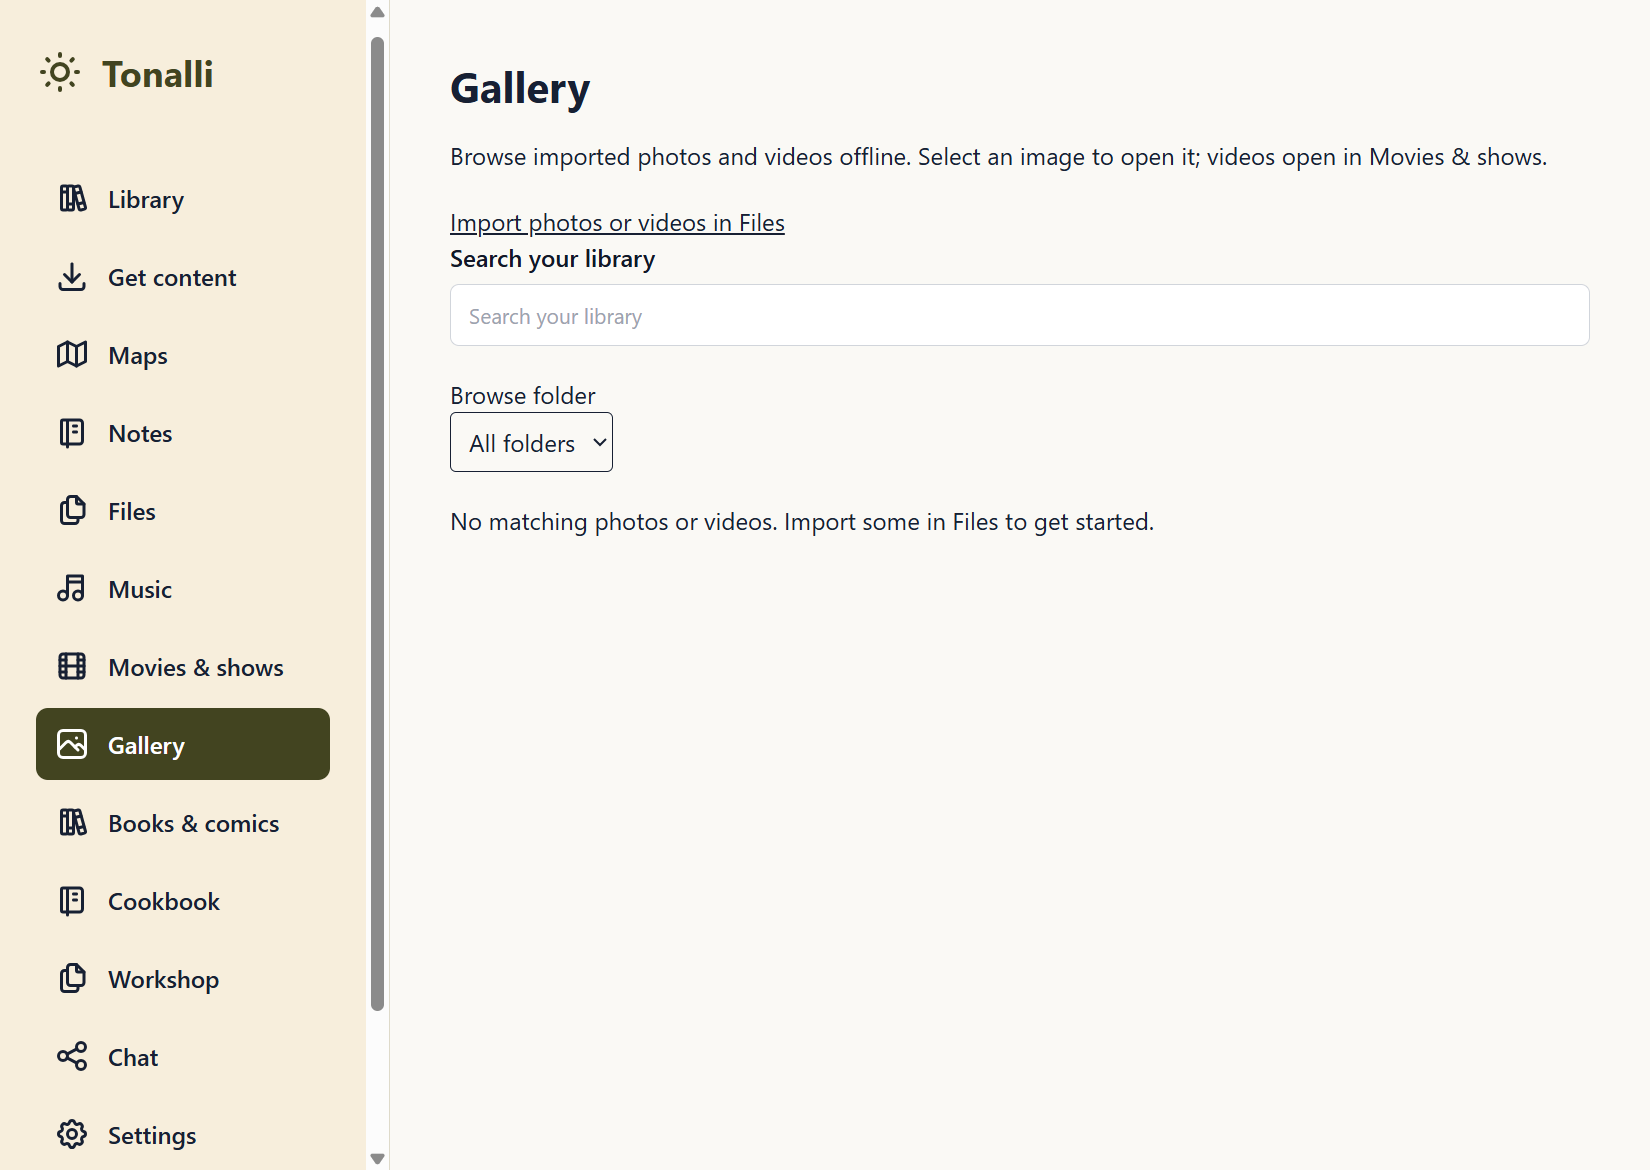 Tonalli
Library
Get content
Maps
Notes
Files
Music
Movies & shows
Gallery
Books & comics
Cookbook
Workshop
Chat
Settings
Gallery
Browse imported photos and videos offline. Select an image to open it; videos open in Movies & shows.
Import photos or videos in Files
Search your library
Search your library
Browse folder
All folders
No matching photos or videos. Import some in Files to get started.